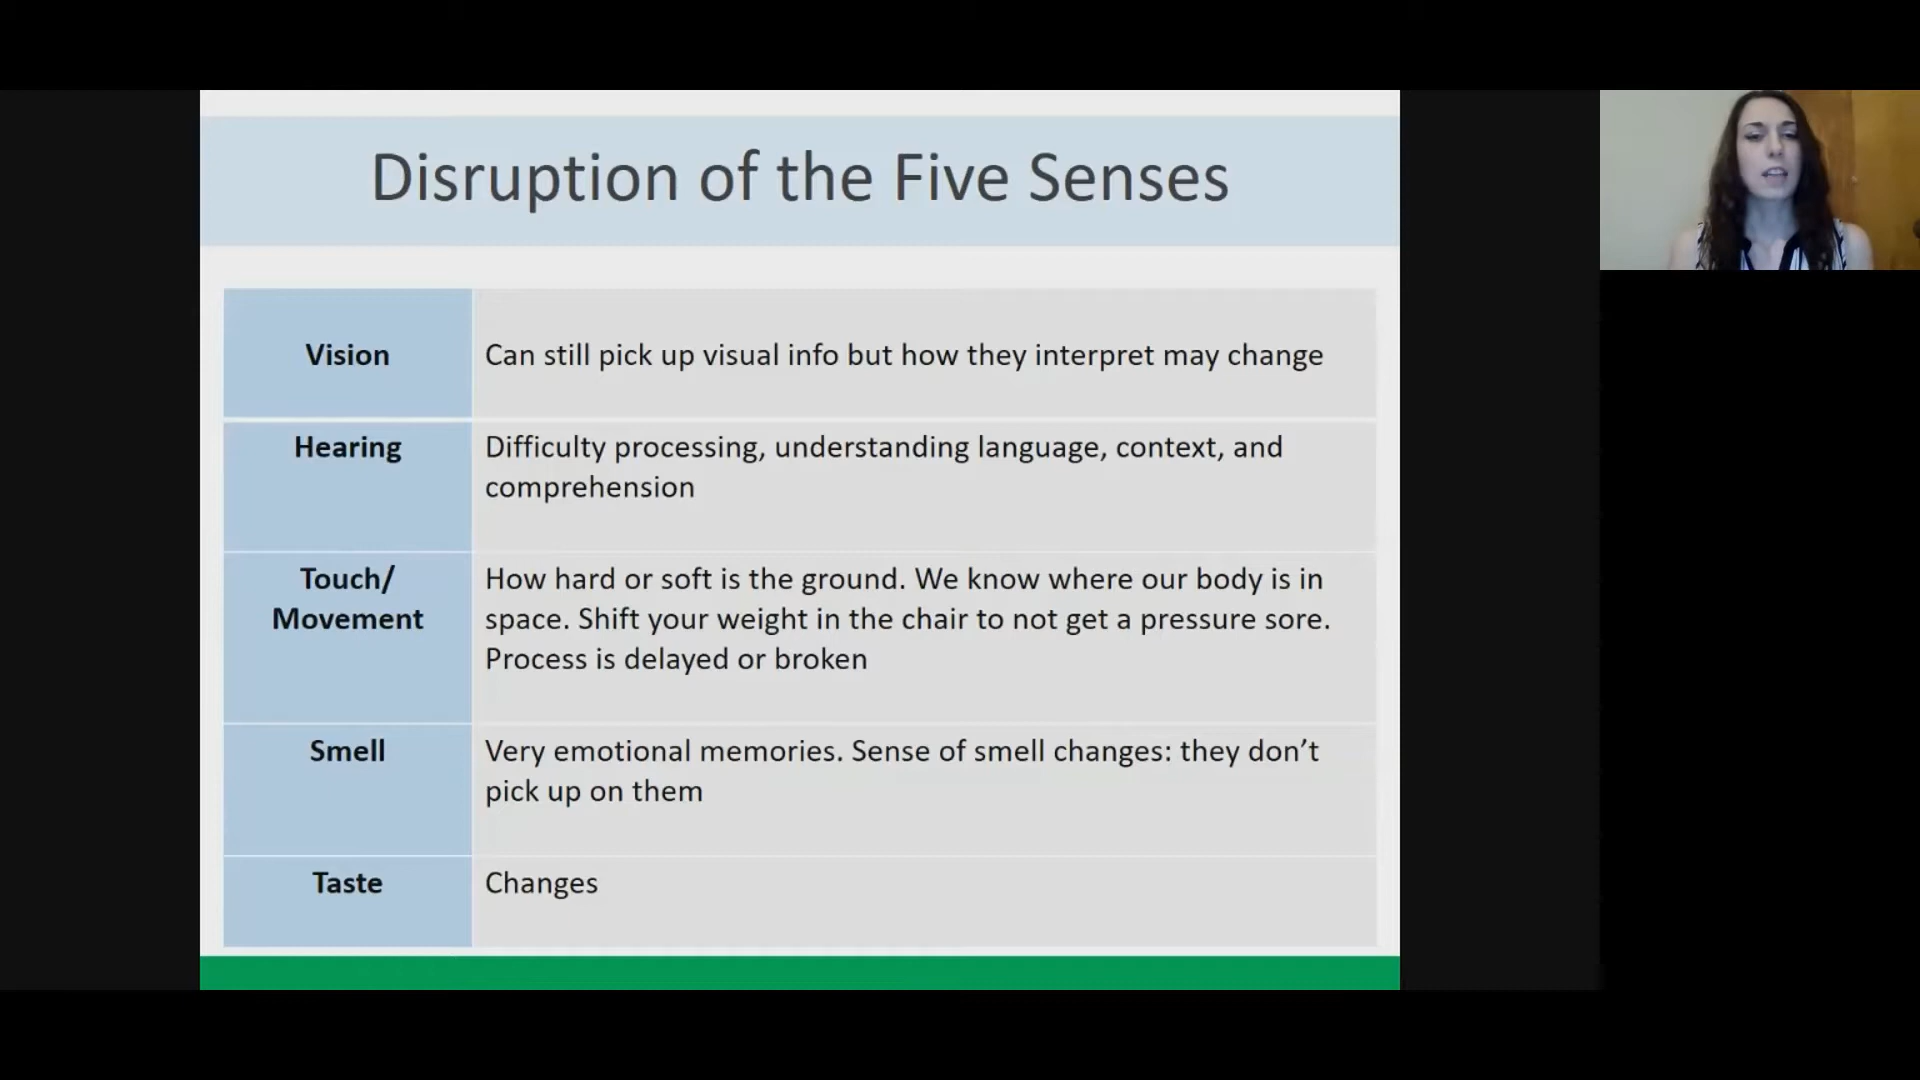 Disruption of the Five Senses
Vision
Can still pick up visual info but how they interpret may change
Hearing
Difficulty processing, understanding language, context, and
comprehension
Touch/
Movement
How hard or soft is the ground. We know where our body is in
space. Shift your weight in the chair to not get a pressure sore.
Process is delayed or broken
Smell
Very emotional memories. Sense of smell changes: they don’t
pick up on them
Taste
Changes